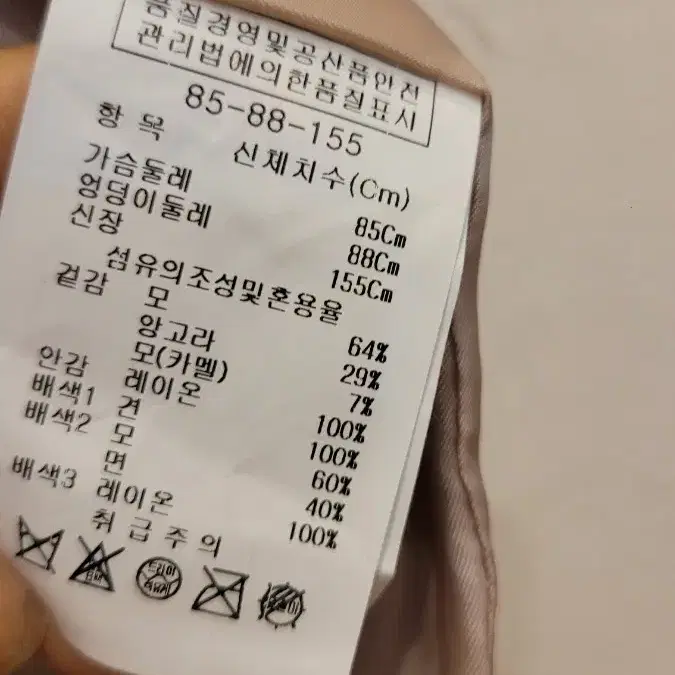 품질경영및공산품안전
관리법에의한품질표시
85-88-155
항 목 신체치수(Cm)
가슴둘레 85Cm
엉덩이둘레 88Cm
신장 155Cm
섬유의조성및혼용율
겉감 모 64%
앙고라 29%
모(카멜) 7%
안감 레이온 100%
배색1 견 100%
배색2 모 60%
면 40%
배색3 레이온 100%
취 급 주 의
드라이